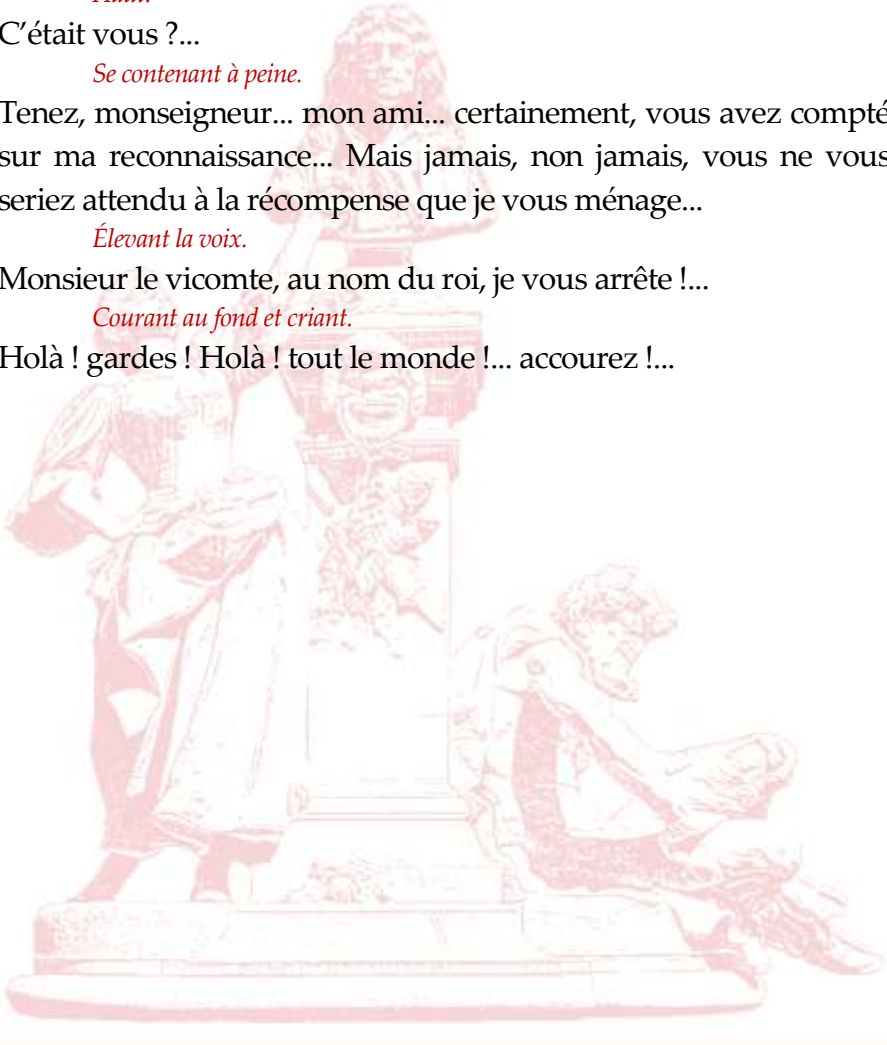 C’était vous ?...
Se contenant à peine.
Tenez, monseigneur... mon ami... certainement, vous avez compté
sur ma reconnaissance... Mais jamais, non jamais, vous ne vous
seriez attendu à la récompense que je vous ménage...
Élevant la voix.
Monsieur le vicomte, au nom du roi, je vous arrête !...
Courant au fond et criant.
Holà ! gardes ! Holà ! tout le monde !... accourez !...